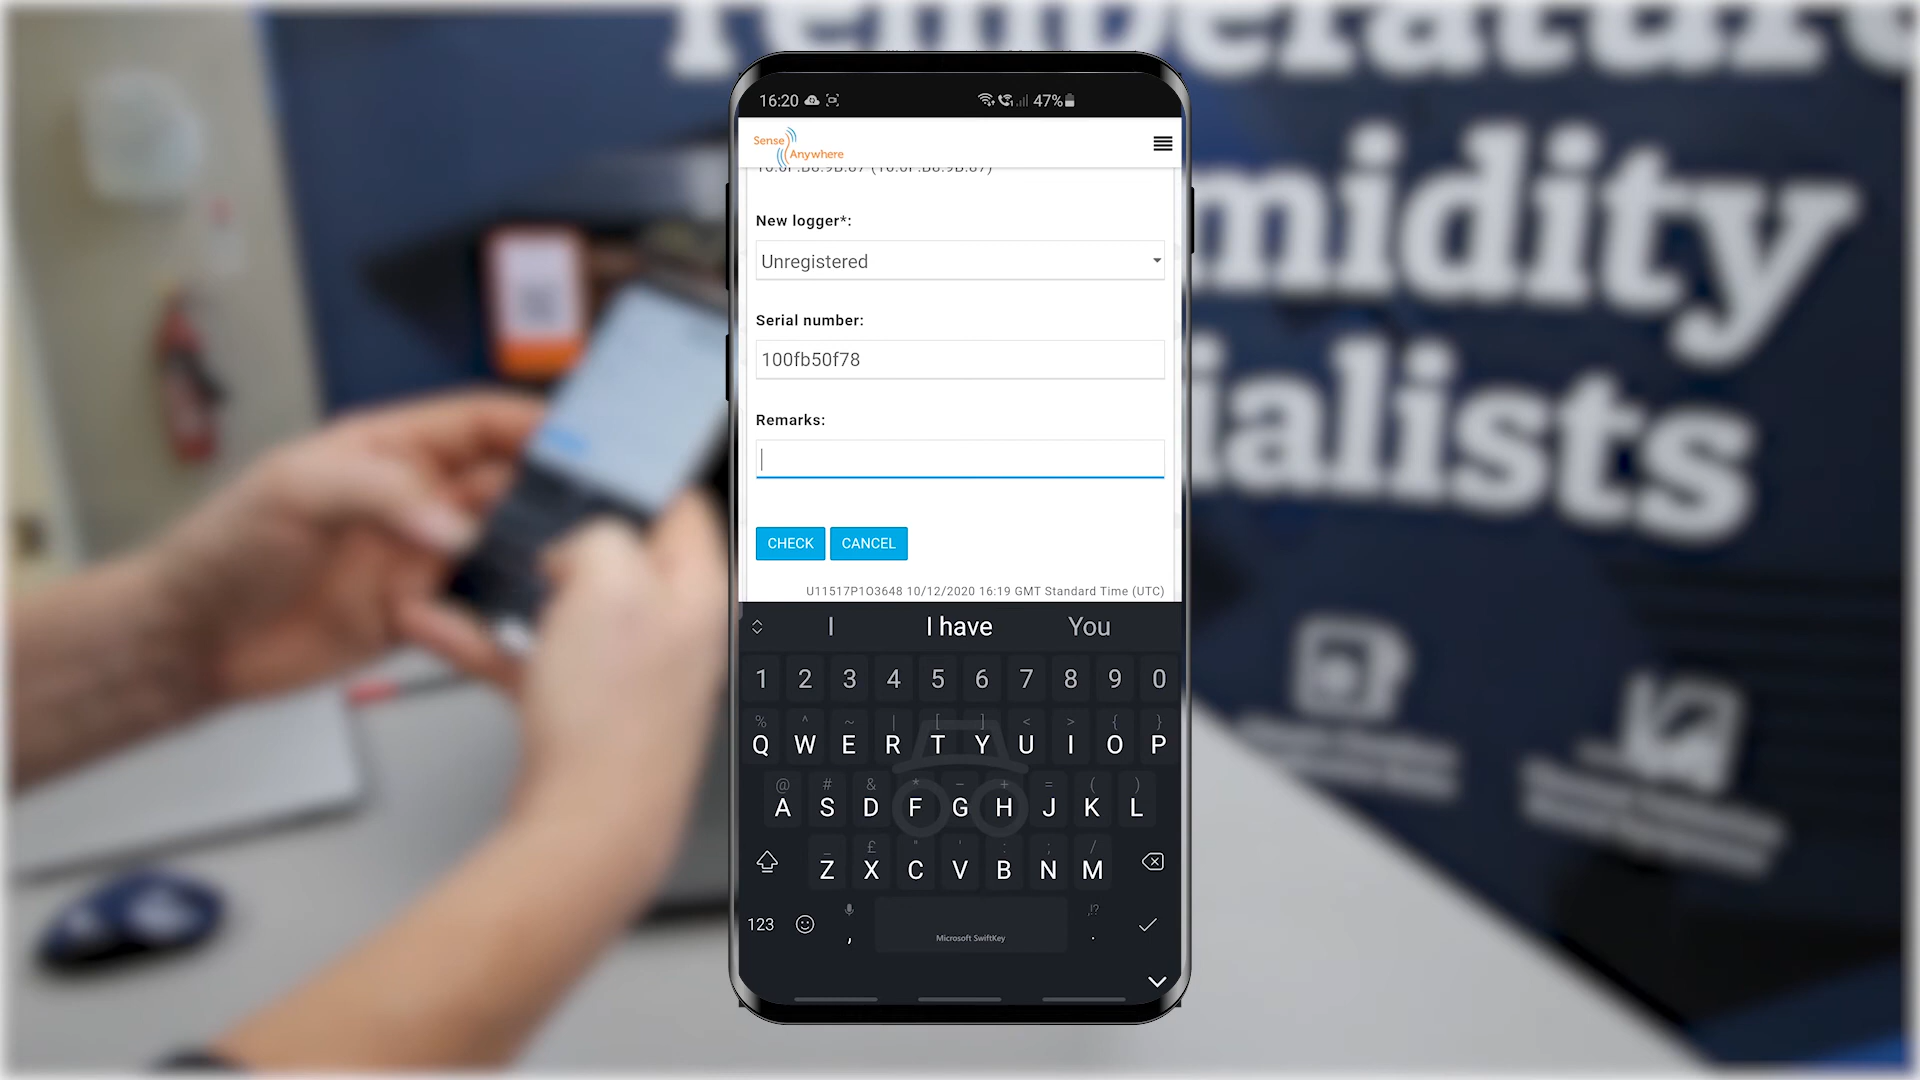 Temperature
midity
ialists
16:20
47%
Sense
Anywhere
New logger*:
Unregistered
Serial number:
100fb50f78
Remarks:
CHECK CANCEL
U11517P1O3648 10/12/2020 16:19 GMT Standard Time (UTC)
I I have You
1 2 3 4 5 6 7 8 9 0
% ^ ~ | [ ] < > { }
Q W E R T Y U I O P
@ # & * - + = ( )
A S D F G H J K L
_ £ " ' : ; /
Z X C V B N M
,!?
123 , .
Microsoft SwiftKey